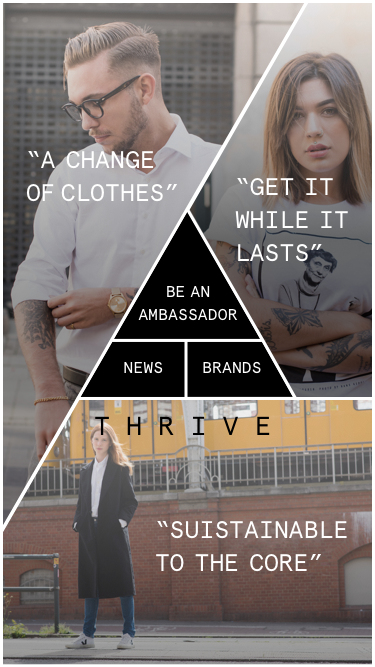 “A CHANGE
OF CLOTHES”
“GET IT
WHILE IT
LASTS”
BE AN
AMBASSADOR
NEWS
BRANDS
THRIVE
“SUISTAINABLE
TO THE CORE”